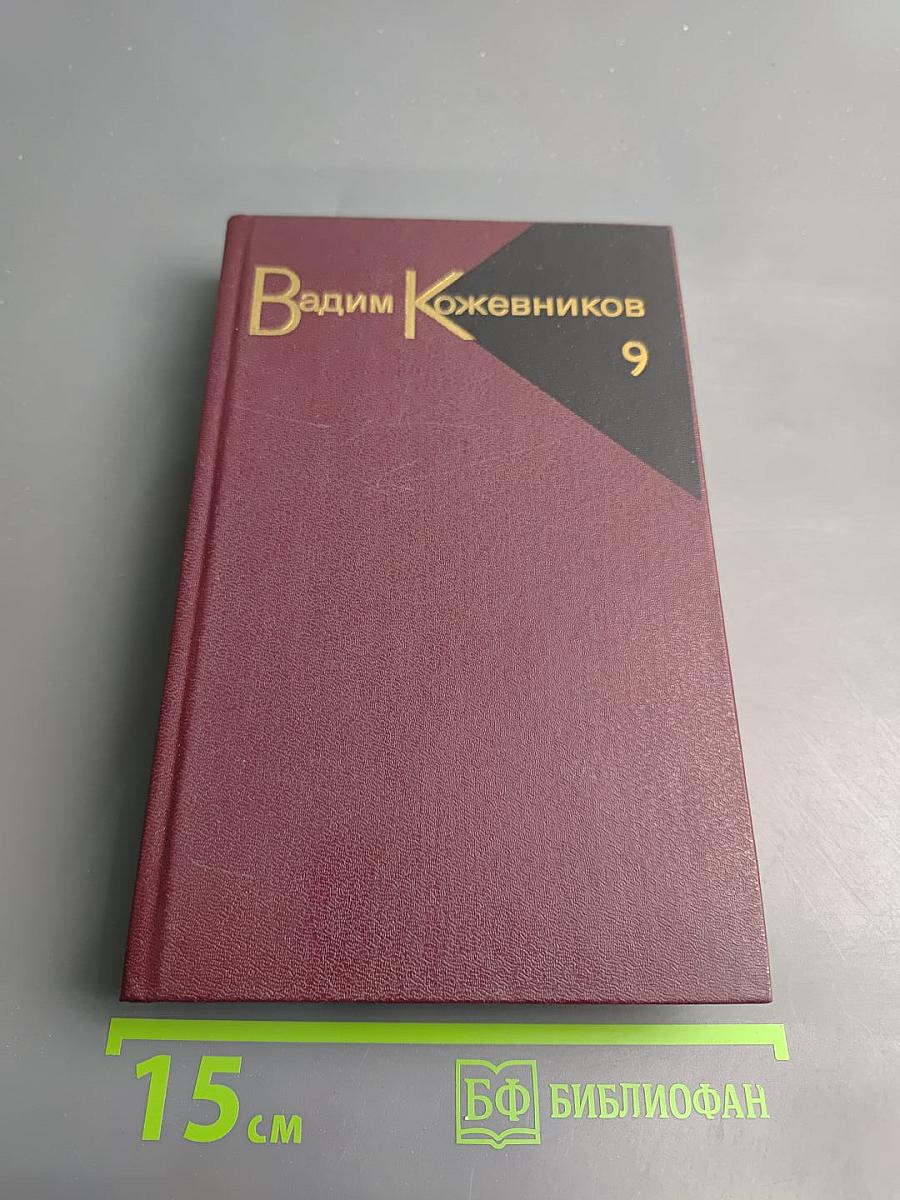 Вадим Кожевников
9
15 см
БФ БИБЛИОФАН